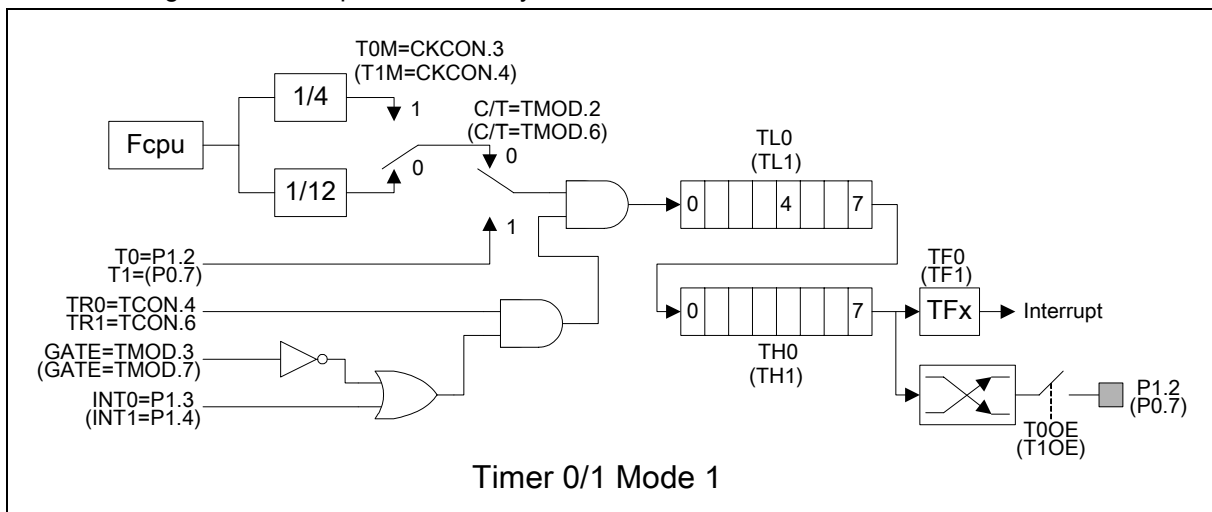 T0M=CKCON.3
(T1M=CKCON.4)
1/4
1
C/T=TMOD.2
(C/T=TMOD.6)
Fcpu
0
0
1/12
TL0
(TL1)
0 4 7
1
T0=P1.2
T1=(P0.7)
TF0
(TF1)
TR0=TCON.4
TR1=TCON.6
0 7
TFx
Interrupt
GATE=TMOD.3
(GATE=TMOD.7)
TH0
(TH1)
INT0=P1.3
(INT1=P1.4)
P1.2
(P0.7)
T0OE
(T1OE)
Timer 0/1 Mode 1